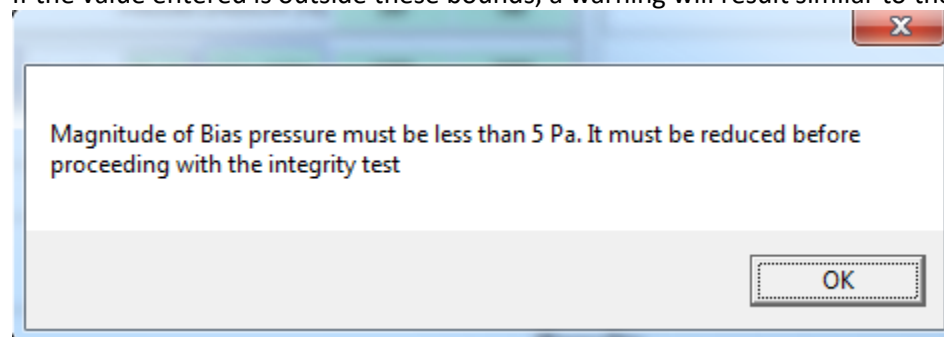 If the value entered is outside these bounds, a warning will result similar to the
Magnitude of Bias pressure must be less than 5 Pa. It must be reduced before
proceeding with the integrity test
OK